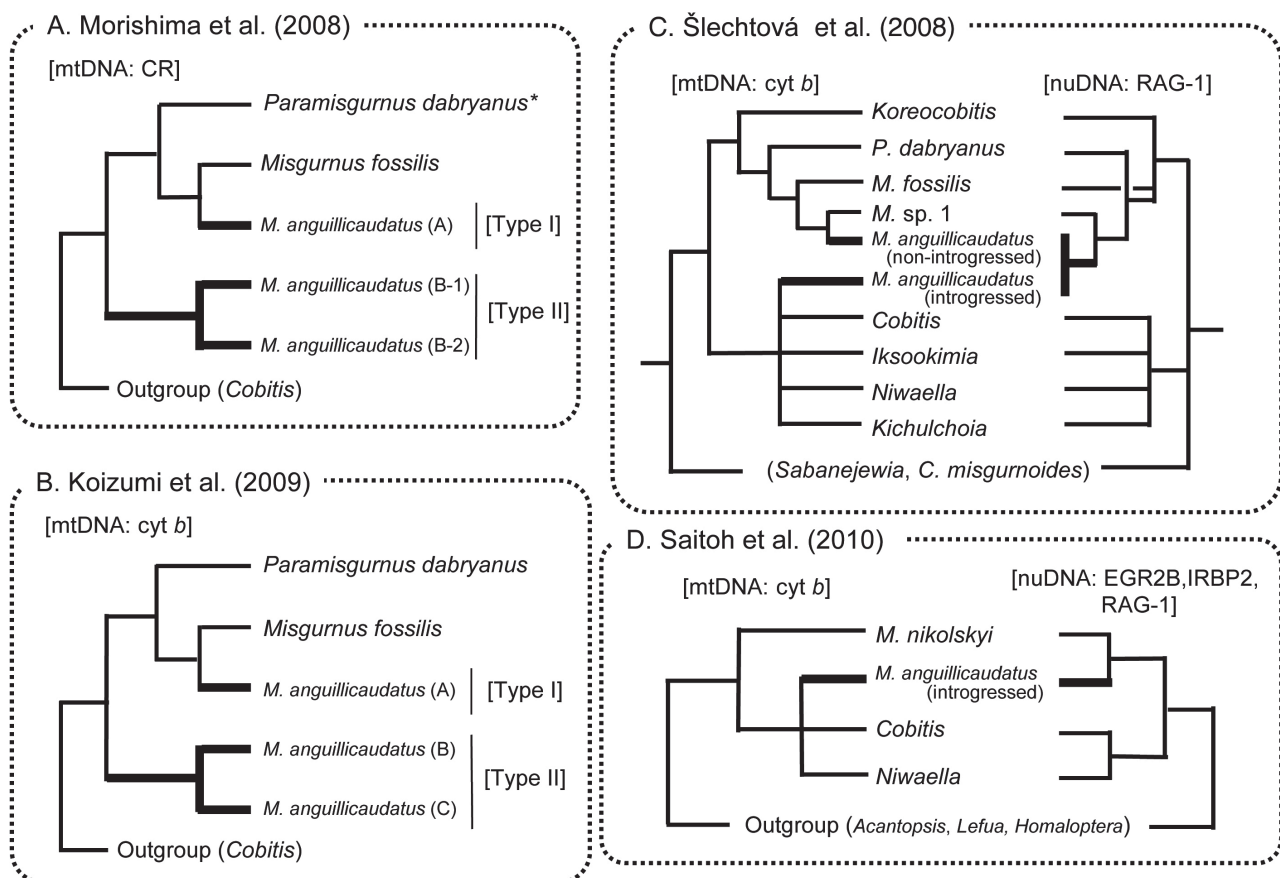 A. Morishima et al. (2008)
[mtDNA: CR]
Paramisgurnus dabryanus*
Misgurnus fossilis
M. anguillicaudatus (A)
[Type I]
M. anguillicaudatus (B-1)
[Type II]
M. anguillicaudatus (B-2)
Outgroup (Cobitis)
B. Koizumi et al. (2009)
[mtDNA: cyt b]
Paramisgurnus dabryanus
Misgurnus fossilis
M. anguillicaudatus (A)
[Type I]
M. anguillicaudatus (B)
[Type II]
M. anguillicaudatus (C)
Outgroup (Cobitis)
C. Šlechtová et al. (2008)
[mtDNA: cyt b]
[nuDNA: RAG-1]
Koreocobitis
P. dabryanus
M. fossilis
M. sp. 1
M. anguillicaudatus
(non-introgressed)
M. anguillicaudatus
(introgressed)
Cobitis
Iksookimia
Niwaella
Kichulchoia
(Sabanejewia, C. misgurnoides)
D. Saitoh et al. (2010)
[mtDNA: cyt b]
[nuDNA: EGR2B,IRBP2,
RAG-1]
M. nikolskyi
M. anguillicaudatus
(introgressed)
Cobitis
Niwaella
Outgroup (Acantopsis, Lefua, Homaloptera)